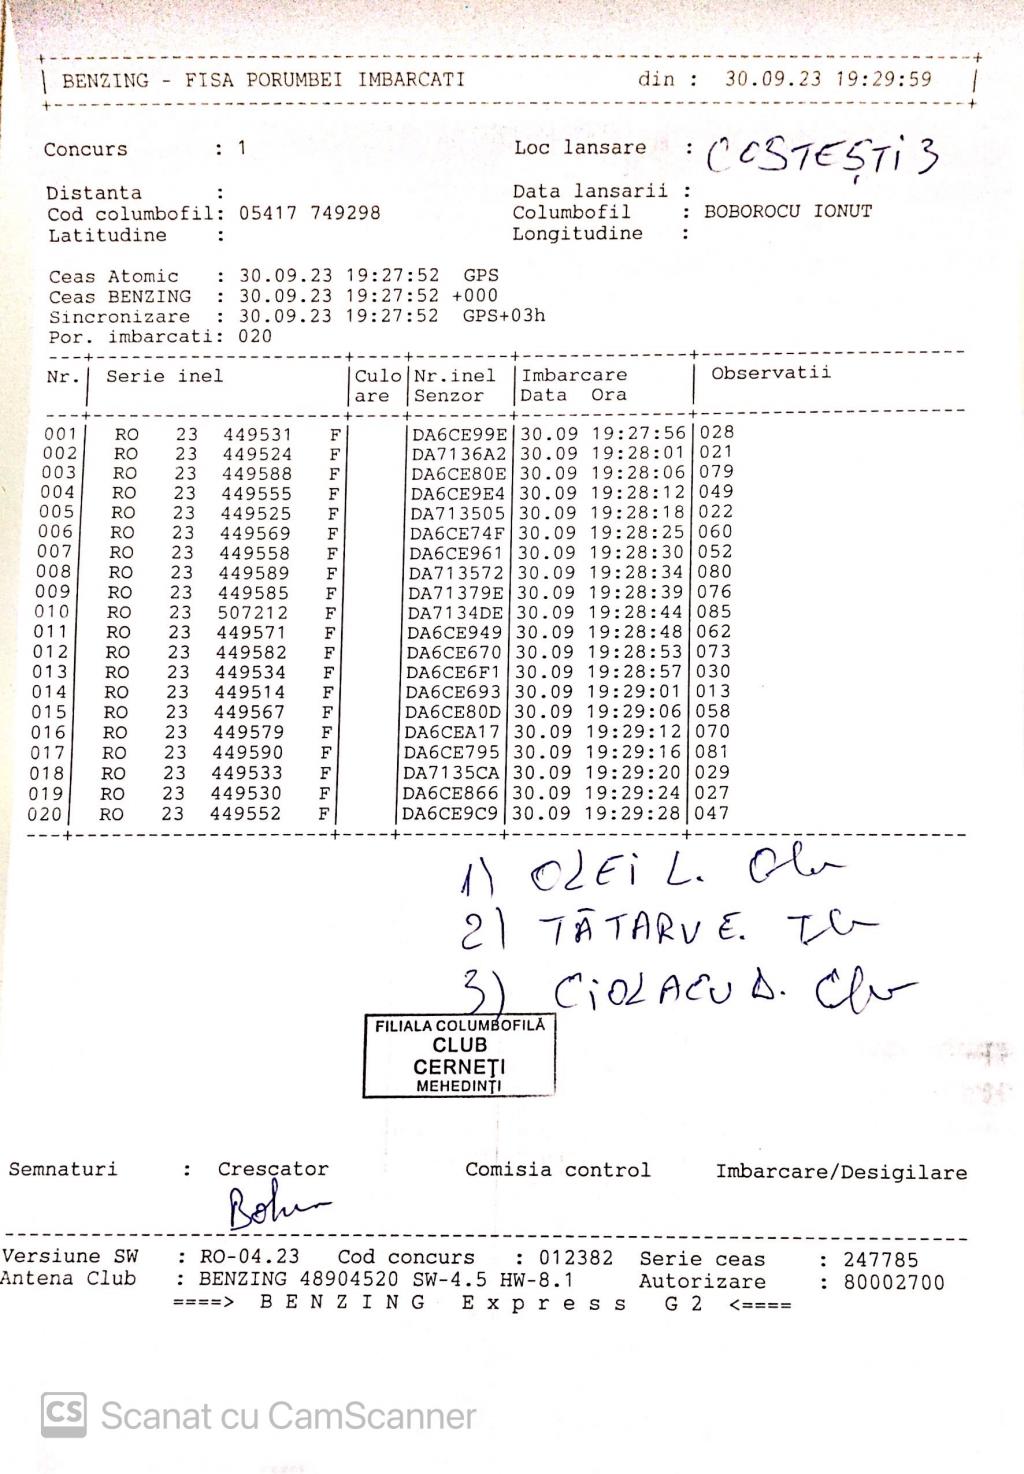 BENZING - FISA PORUMBEI IMBARCATI din : 30.09.23 19:29:59
Concurs : 1 Loc lansare : COSTEȘTI 3
Distanta : Data lansarii :
Cod columbofil: 05417 749298 Columbofil : BOBOROCU IONUT
Latitudine : Longitudine :
Ceas Atomic : 30.09.23 19:27:52 GPS
Ceas BENZING : 30.09.23 19:27:52 +000
Sincronizare : 30.09.23 19:27:52 GPS+03h
Por. imbarcati: 020
Nr. Serie inel Culo Nr.inel Imbarcare Observatii
are Senzor Data Ora
001 RO 23 449531 F DA6CE99E 30.09 19:27:56 028
002 RO 23 449524 F DA7136A2 30.09 19:28:01 021
003 RO 23 449588 F DA6CE80E 30.09 19:28:06 079
004 RO 23 449555 F DA6CE9E4 30.09 19:28:12 049
005 RO 23 449525 F DA713505 30.09 19:28:18 022
006 RO 23 449569 F DA6CE74F 30.09 19:28:25 060
007 RO 23 449558 F DA6CE961 30.09 19:28:30 052
008 RO 23 449589 F DA713572 30.09 19:28:34 080
009 RO 23 449585 F DA71379E 30.09 19:28:39 076
010 RO 23 507212 F DA7134DE 30.09 19:28:44 085
011 RO 23 449571 F DA6CE949 30.09 19:28:48 062
012 RO 23 449582 F DA6CE670 30.09 19:28:53 073
013 RO 23 449534 F DA6CE6F1 30.09 19:28:57 030
014 RO 23 449514 F DA6CE693 30.09 19:29:01 013
015 RO 23 449567 F DA6CE80D 30.09 19:29:06 058
016 RO 23 449579 F DA6CEA17 30.09 19:29:12 070
017 RO 23 449590 F DA6CE795 30.09 19:29:16 081
018 RO 23 449533 F DA7135CA 30.09 19:29:20 029
019 RO 23 449530 F DA6CE866 30.09 19:29:24 027
020 RO 23 449552 F DA6CE9C9 30.09 19:29:28 047
1) OLEI L.
2) TĂTARU E.
3) CIOLACU D.
FILIALA COLUMBOFILĂ
CLUB
CERNEȚI
MEHEDINȚI
Semnaturi : Crescator Comisia control Imbarcare/Desigilare
Versiune SW : RO-04.23 Cod concurs : 012382 Serie ceas : 247785
Antena Club : BENZING 48904520 SW-4.5 HW-8.1 Autorizare : 80002700
====> B E N Z I N G E x p r e s s G 2 <====
CS Scanat cu CamScanner